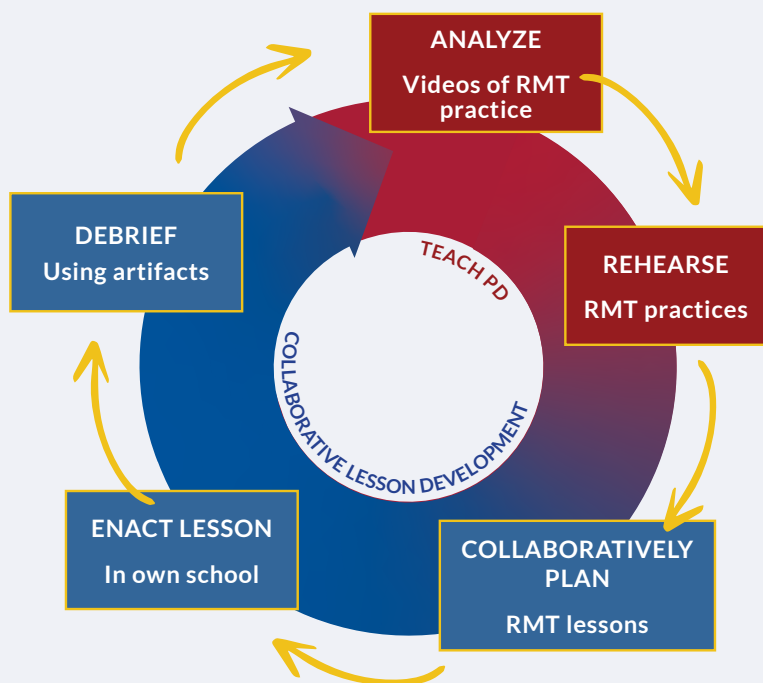 ANALYZE
Videos of RMT
practice
REHEARSE
RMT practices
COLLABORATIVELY
PLAN
RMT lessons
ENACT LESSON
In own school
DEBRIEF
Using artifacts
TEACH PD
COLLABORATIVE LESSON DEVELOPMENT